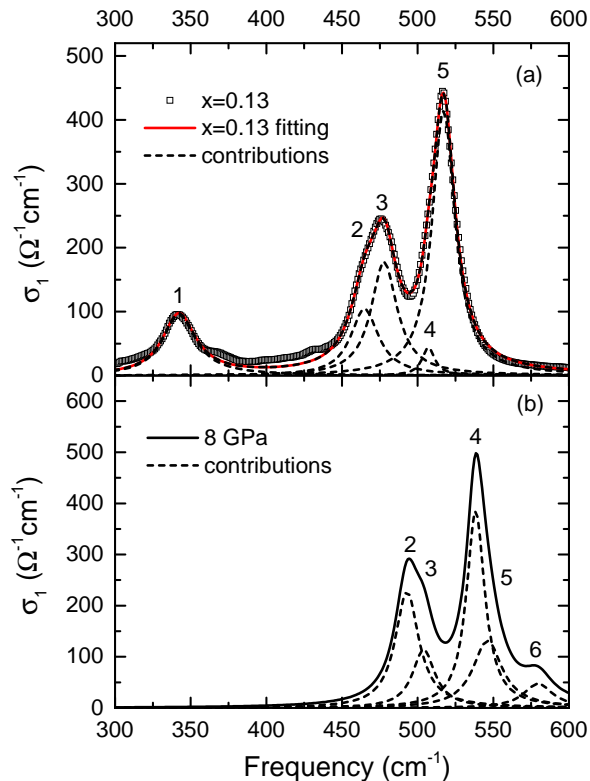 300 350 400 450 500 550 600
500
400
300
200
100
0
σ₁ (Ω⁻¹cm⁻¹)
(a)
x=0.13
x=0.13 fitting
contributions
1
2
3
4
5
600
500
400
300
200
100
0
σ₁ (Ω⁻¹cm⁻¹)
(b)
8 GPa
contributions
2
3
4
5
6
300 350 400 450 500 550 600
Frequency (cm⁻¹)